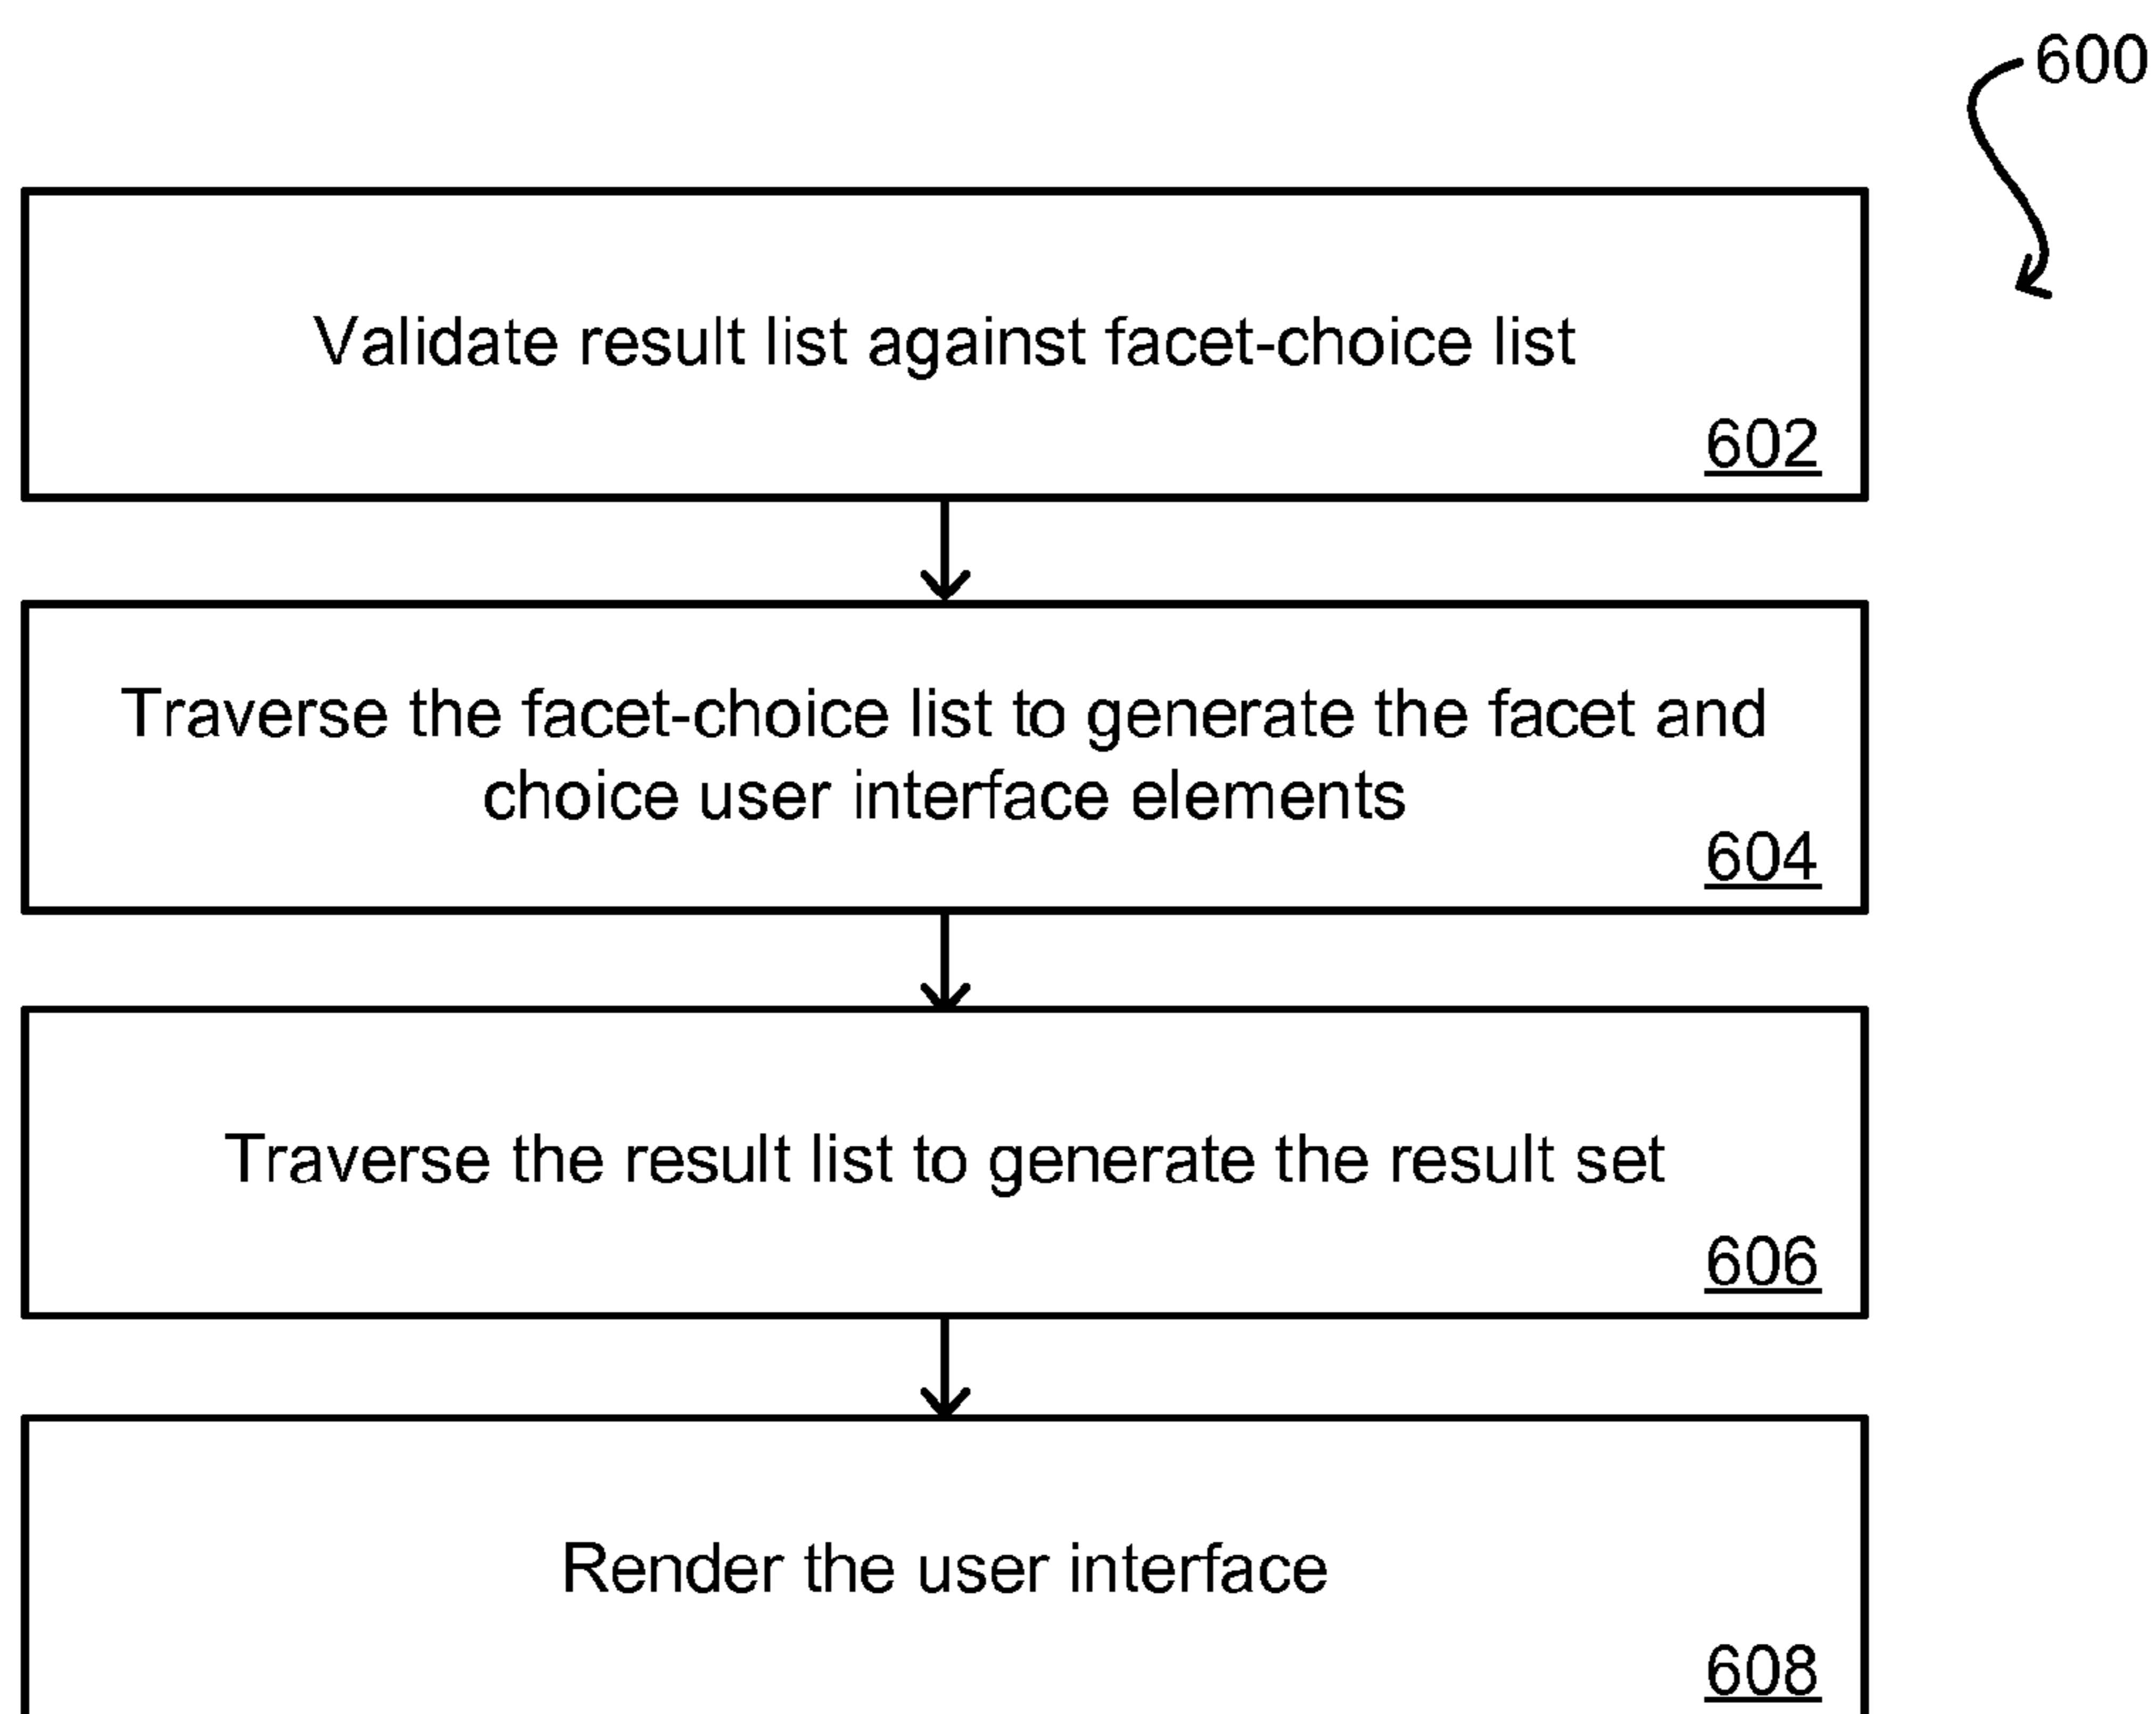 600
Validate result list against facet-choice list
602
Traverse the facet-choice list to generate the facet and
choice user interface elements
604
Traverse the result list to generate the result set
606
Render the user interface
608